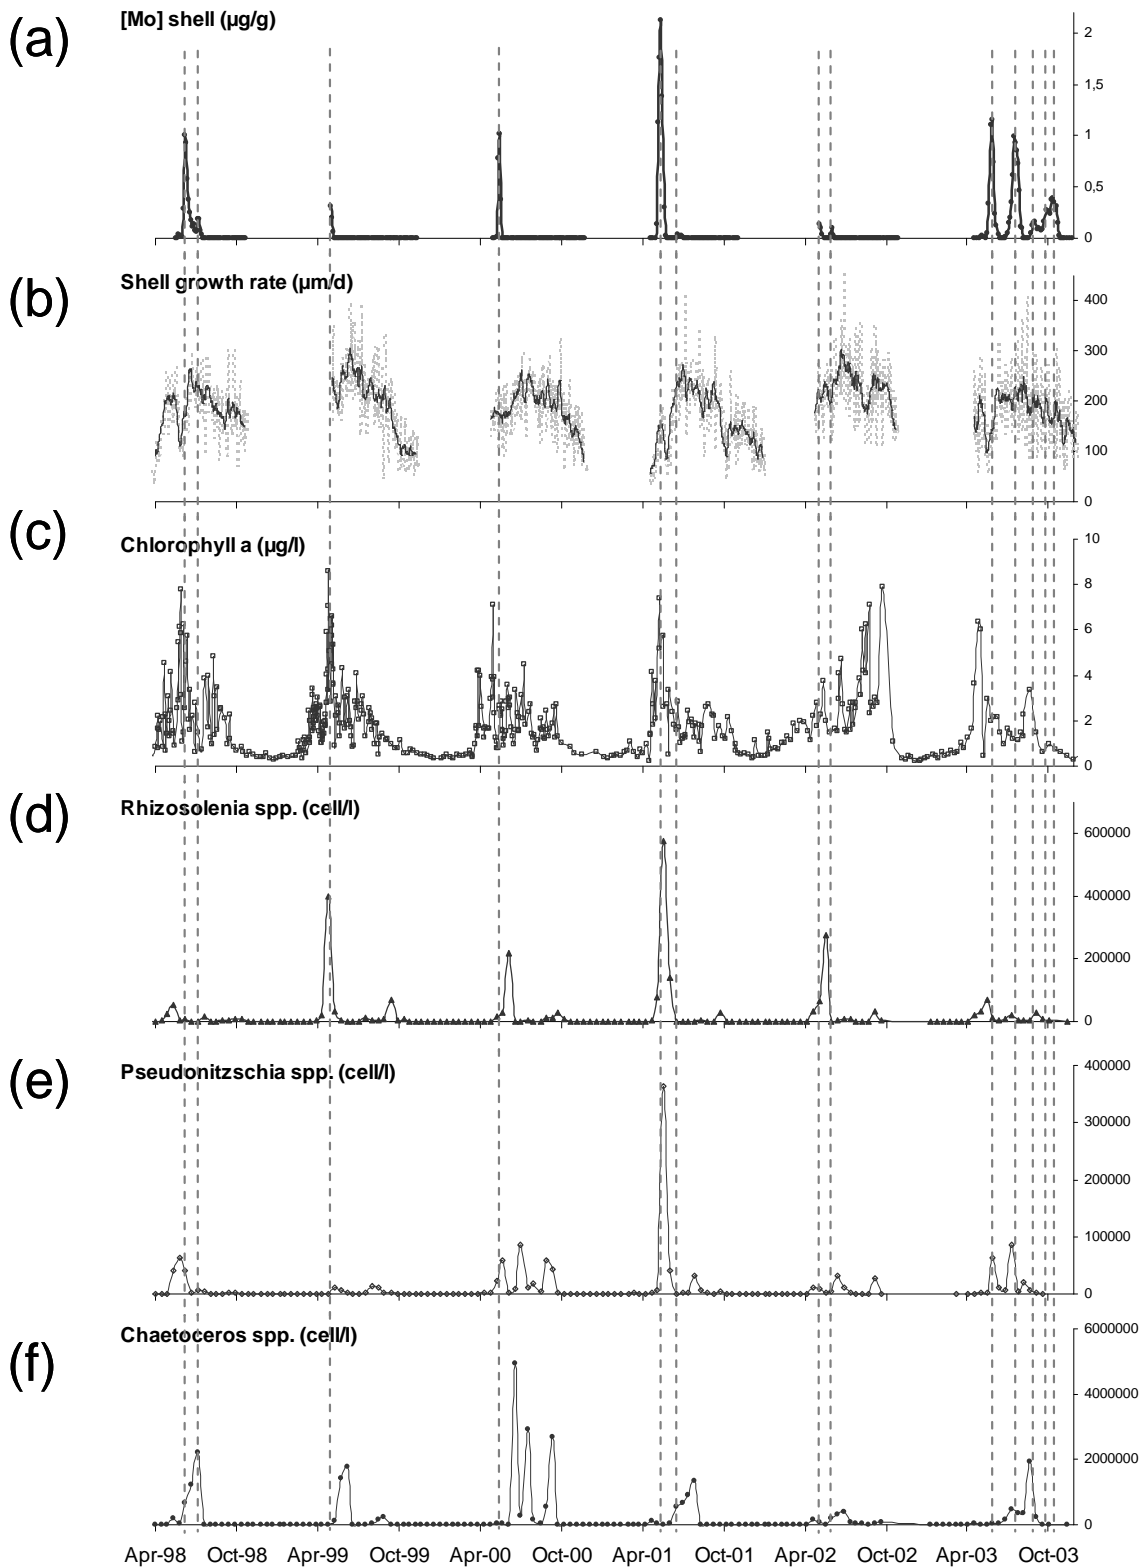 (a)
[Mo] shell (µg/g)
2
1,5
1
0,5
0
(b)
Shell growth rate (µm/d)
400
300
200
100
0
(c)
Chlorophyll a (µg/l)
10
8
6
4
2
0
(d)
Rhizosolenia spp. (cell/l)
600000
400000
200000
0
(e)
Pseudonitzschia spp. (cell/l)
400000
300000
200000
100000
0
(f)
Chaetoceros spp. (cell/l)
6000000
4000000
2000000
0
Apr-98 Oct-98 Apr-99 Oct-99 Apr-00 Oct-00 Apr-01 Oct-01 Apr-02 Oct-02 Apr-03 Oct-03